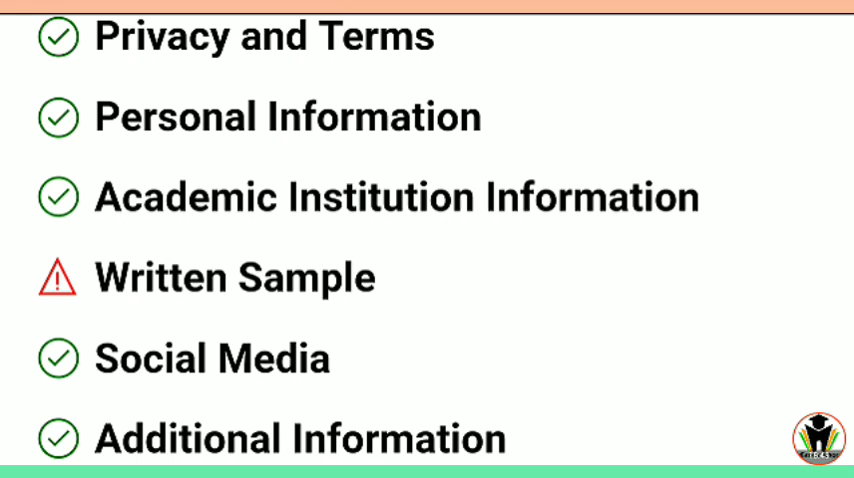 Privacy and Terms
Personal Information
Academic Institution Information
Written Sample
Social Media
Additional Information